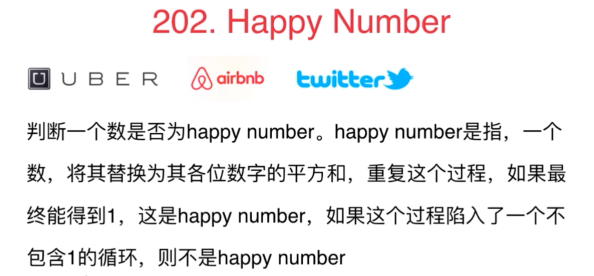 202. Happy Number
U UBER airbnb twitter
判断一个数是否为happy number。happy number是指，一个
数，将其替换为其各位数字的平方和，重复这个过程，如果最
终能得到1，这是happy number，如果这个过程陷入了一个不
包含1的循环，则不是happy number